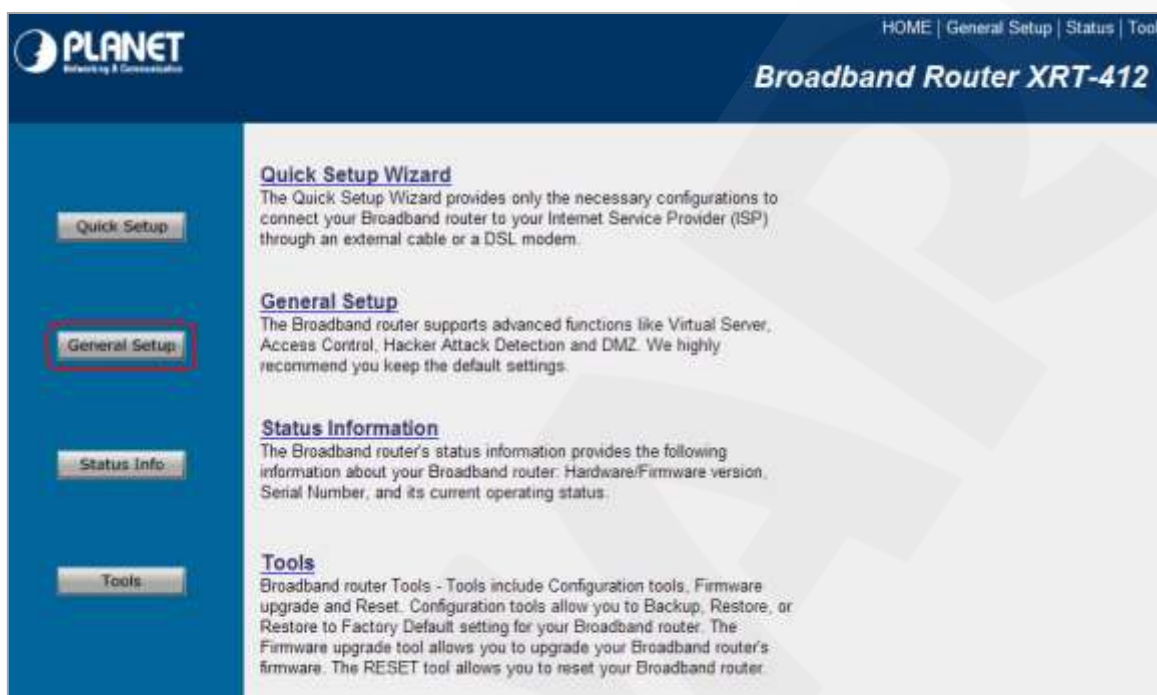 PLANET
Networking & Communication
HOME | General Setup | Status | Tool
Broadband Router XRT-412
Quick Setup
General Setup
Status Info
Tools
Quick Setup Wizard
The Quick Setup Wizard provides only the necessary configurations to
connect your Broadband router to your Internet Service Provider (ISP)
through an external cable or a DSL modem.
General Setup
The Broadband router supports advanced functions like Virtual Server,
Access Control, Hacker Attack Detection and DMZ. We highly
recommend you keep the default settings.
Status Information
The Broadband router's status information provides the following
information about your Broadband router: Hardware/Firmware version,
Serial Number, and its current operating status.
Tools
Broadband router Tools - Tools include Configuration tools, Firmware
upgrade and Reset. Configuration tools allow you to Backup, Restore, or
Restore to Factory Default setting for your Broadband router. The
Firmware upgrade tool allows you to upgrade your Broadband router's
firmware. The RESET tool allows you to reset your Broadband router.